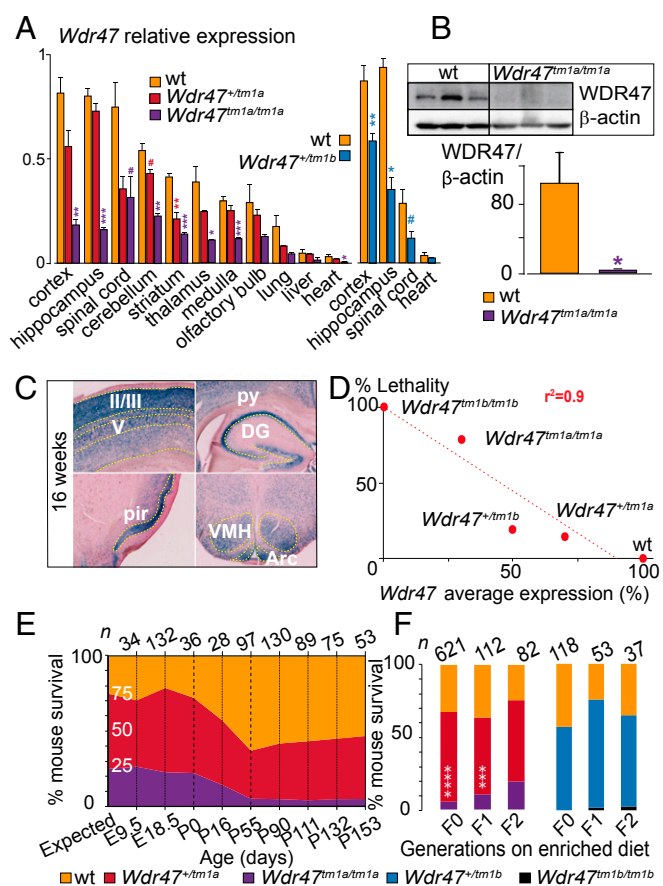 A
Wdr47 relative expression
1
0.5
0
wt
Wdr47+/tm1a
Wdr47tm1a/tm1a
** *** # # ** ** *** * *** *
cortex
hippocampus
spinal cord
cerebellum
striatum
thalamus
medulla
olfactory bulb
lung
liver
heart
wt
Wdr47+/tm1b
** * #
cortex
hippocampus
spinal cord
heart
B
wt Wdr47tm1a/tm1a
WDR47
β-actin
WDR47/
β-actin
80
0
*
wt
Wdr47tm1a/tm1a
C
16 weeks
II/III
V
py
DG
pir
VMH
Arc
D
% Lethality
r²=0.9
100
50
0
Wdr47tm1b/tm1b
Wdr47tm1a/tm1a
Wdr47+/tm1b
Wdr47+/tm1a
wt
0 50 100
Wdr47 average expression (%)
E
n 34 132 36 28 97 130 89 75 53
% mouse survival
100
50
0
75
50
25
Expected
E9.5
E18.5
P0
P16
P55
P90
P111
P132
P153
Age (days)
F
n 621 112 82 118 53 37
% mouse survival
100
50
0
**** ***
F0 F1 F2 F0 F1 F2
Generations on enriched diet
wt Wdr47+/tm1a Wdr47tm1a/tm1a Wdr47+/tm1b Wdr47tm1b/tm1b